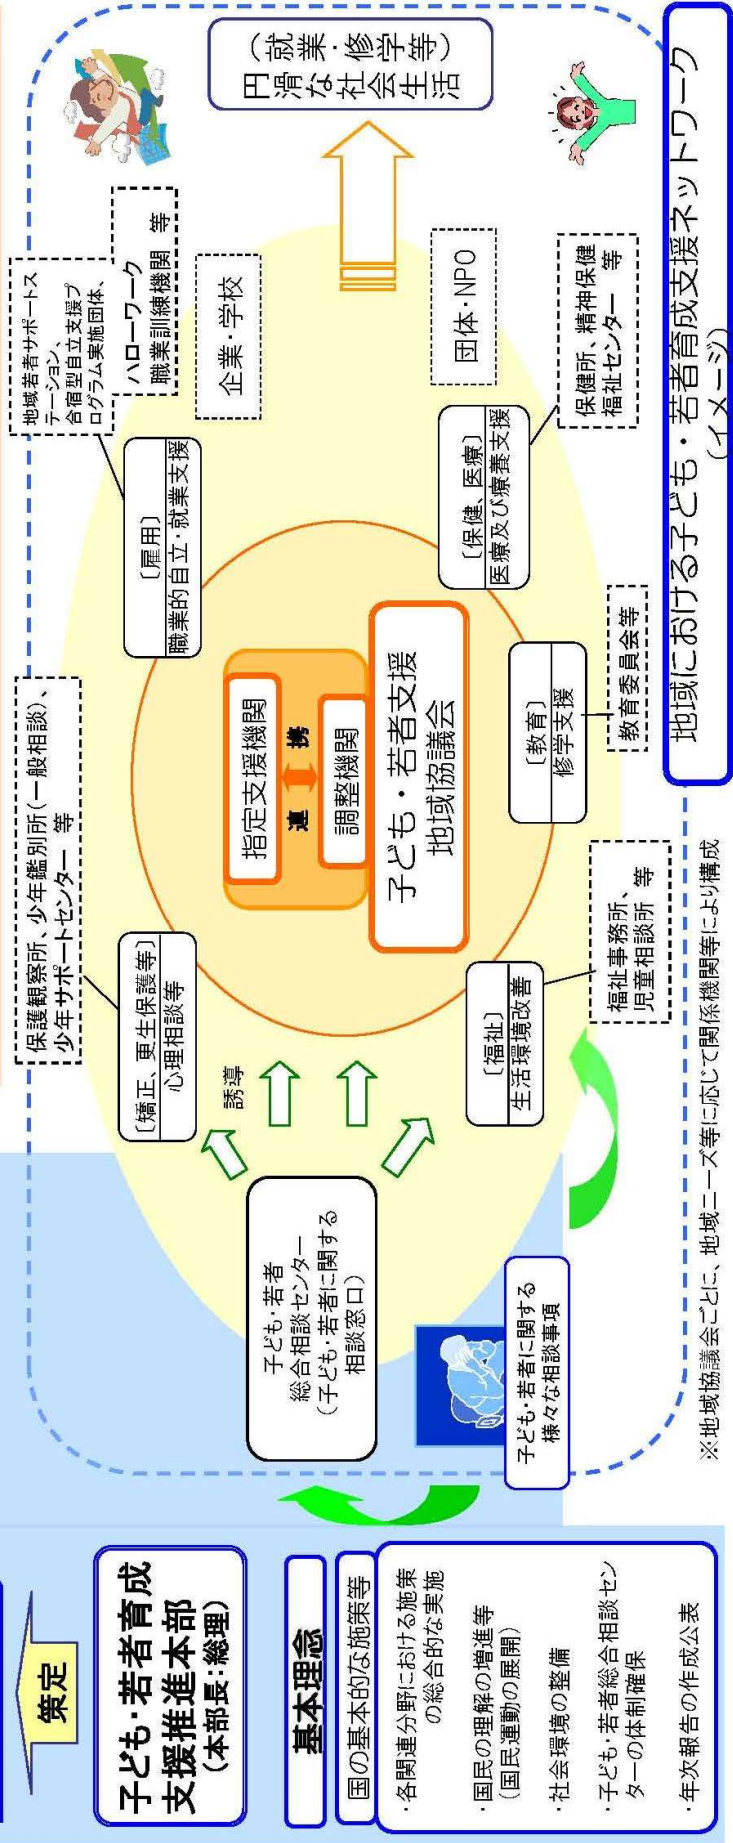 策定
子ども・若者育成
支援推進本部
（本部長：総理）
基本理念
国の基本的な施策等
・各関連分野における施策
の総合的な実施
・国民の理解の増進等
（国民運動の展開）
・社会環境の整備
・子ども・若者総合相談セン
ターの体制確保
・年次報告の作成公表
子ども・若者
総合相談センター
（子ども・若者に関する
相談窓口）
子ども・若者に関する
様々な相談事項
誘導
保護観察所、少年鑑別所（一般相談）、
少年サポートセンター 等
〔矯正、更生保護等〕
心理相談等
〔福祉〕
生活環境改善
福祉事務所、
児童相談所 等
指定支援機関
連携
調整機関
子ども・若者支援
地域協議会
〔教育〕
修学支援
教育委員会等
〔雇用〕
職業的自立・就業支援
地域若者サポートス
テーション、
合宿型自立支援プ
ログラム実施団体、
ハローワーク
職業訓練機関 等
〔保健、医療〕
医療及び療養支援
保健所、精神保健
福祉センター 等
企業・学校
団体・NPO
（就業・修学等）
円滑な社会生活
地域における子ども・若者育成支援ネットワーク
（イメージ）
※地域協議会ごとに、地域ニーズ等に応じて関係機関等により構成